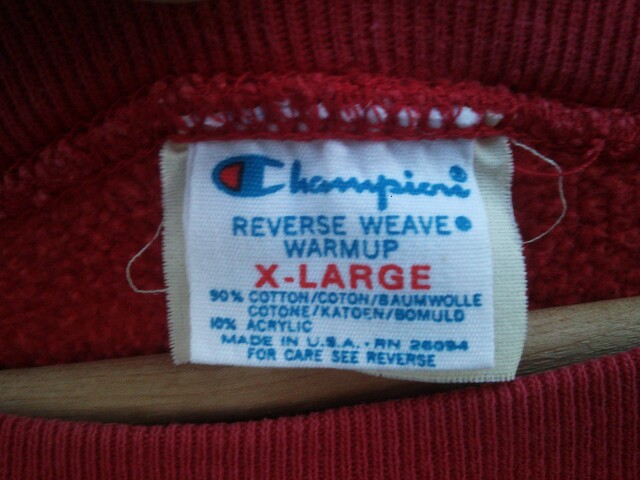 Champion
REVERSE WEAVE
WARMUP
X-LARGE
90% COTTON/COTON/BAUMWOLLE
COTONE/KATOEN/BOMULD
10% ACRYLIC
MADE IN U.S.A. · RN 26094
FOR CARE SEE REVERSE